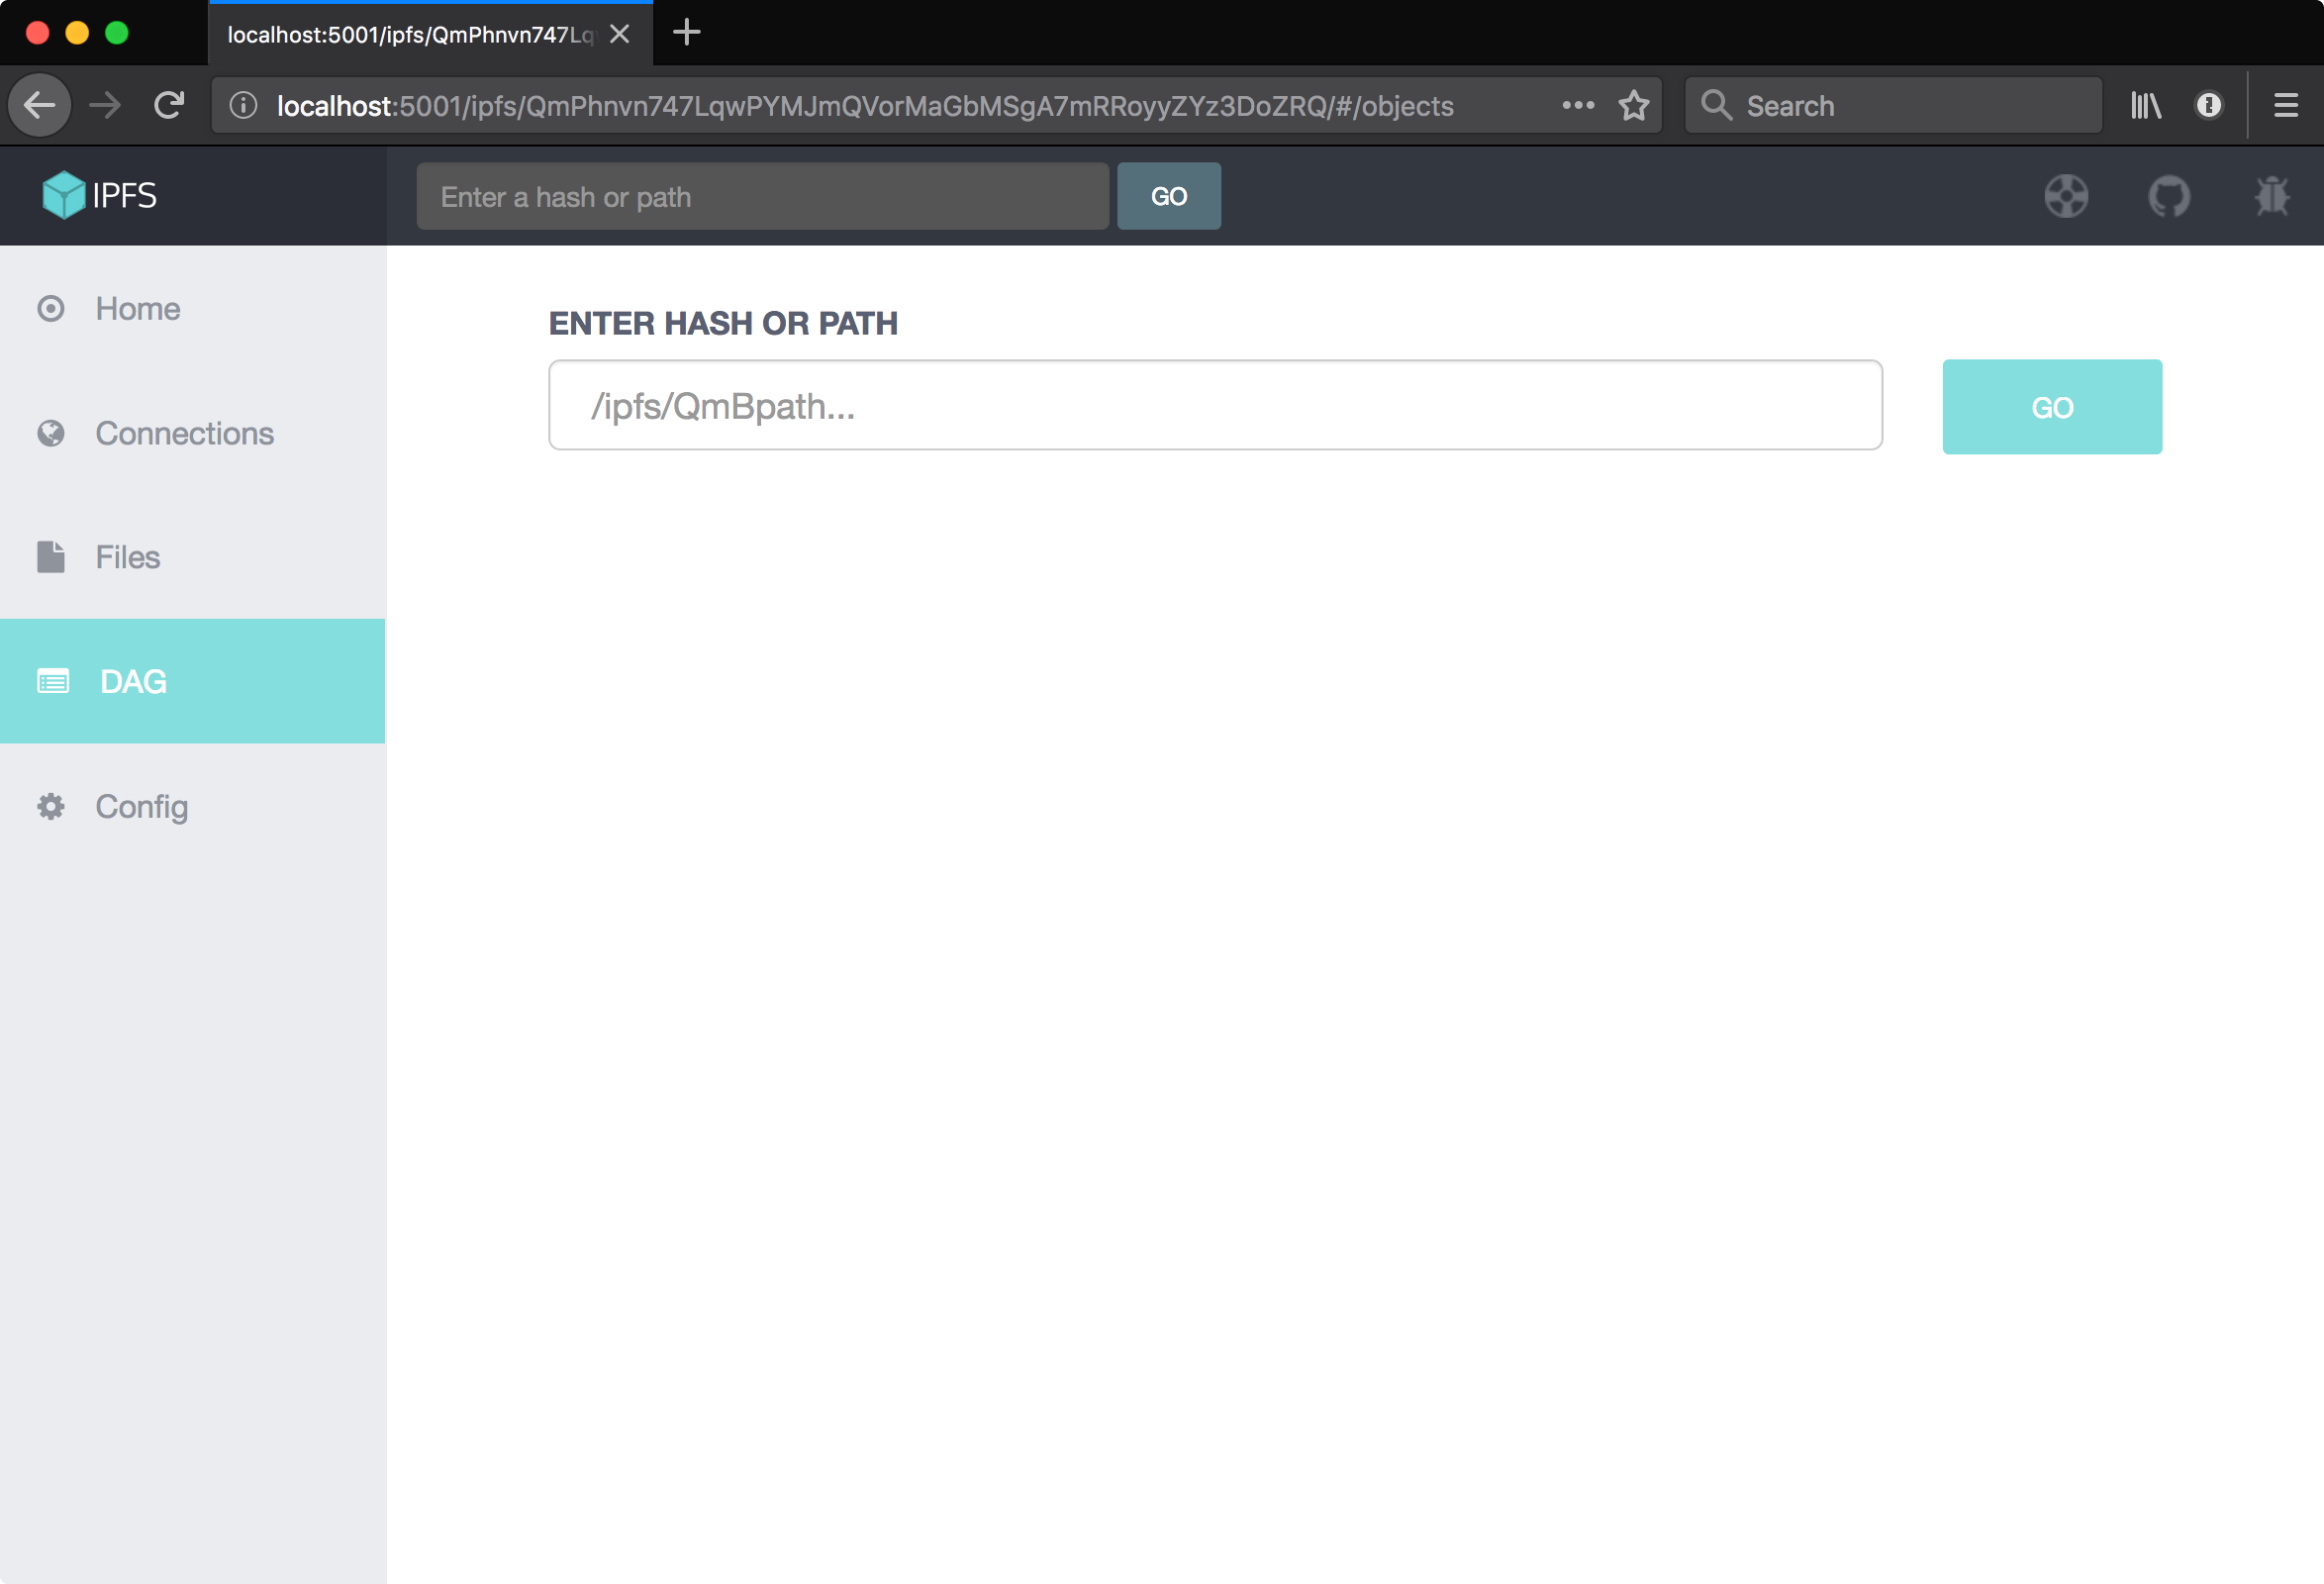 localhost:5001/ipfs/QmPhnvn747Lq
localhost:5001/ipfs/QmPhnvn747LqwPYMJmQVorMaGbMSgA7mRRoyyZYz3DoZRQ/#/objects
Search
IPFS
Enter a hash or path
GO
Home
Connections
Files
DAG
Config
ENTER HASH OR PATH
/ipfs/QmBpath...
GO